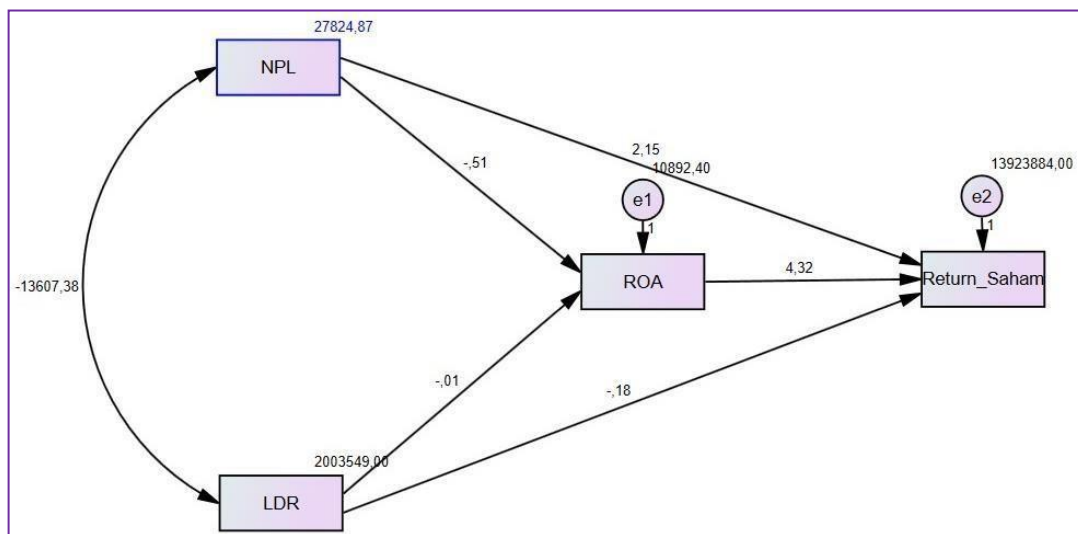 27824,87
NPL
2,15
-,51
10892,40
13923884,00
e1
e2
1
1
-13607,38
ROA
4,32
Return_Saham
-,01
-,18
2003549,00
LDR